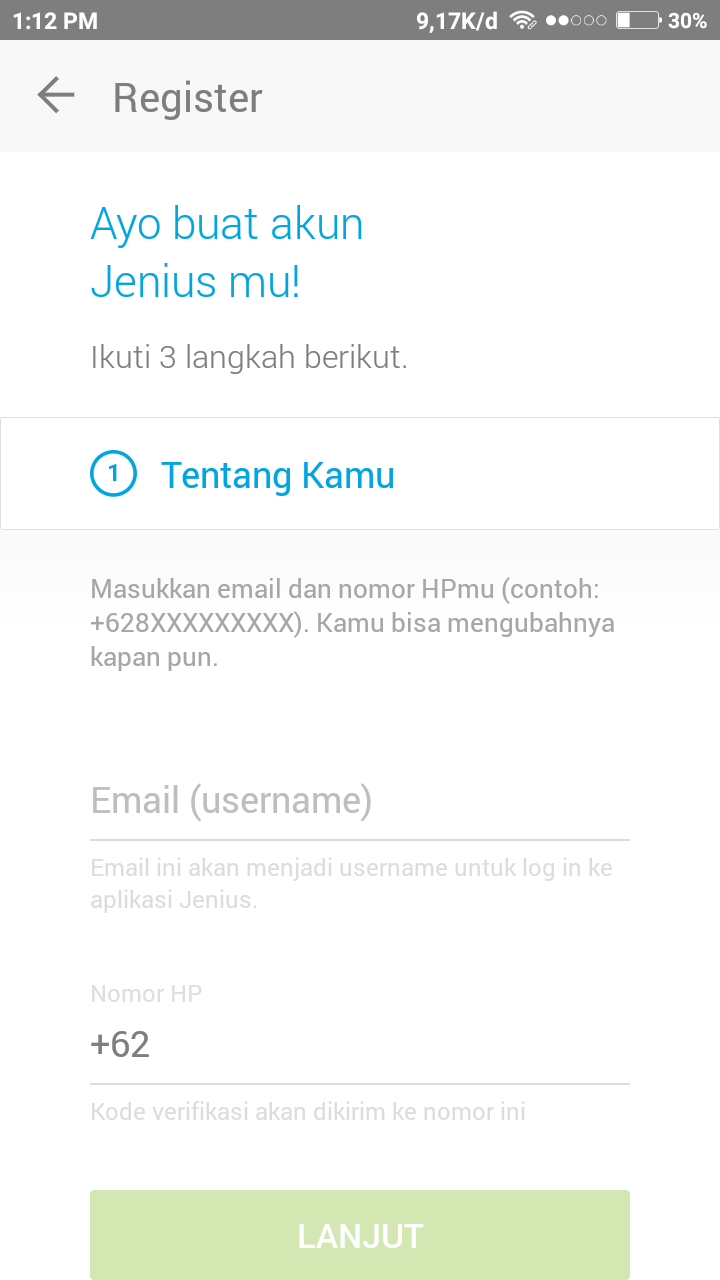 1:12 PM 9,17K/d 30%
Register
Ayo buat akun
Jenius mu!
Ikuti 3 langkah berikut.
1 Tentang Kamu
Masukkan email dan nomor HPmu (contoh:
+628XXXXXXXXX). Kamu bisa mengubahnya
kapan pun.
Email (username)
Email ini akan menjadi username untuk log in ke
aplikasi Jenius.
Nomor HP
+62
Kode verifikasi akan dikirim ke nomor ini
LANJUT